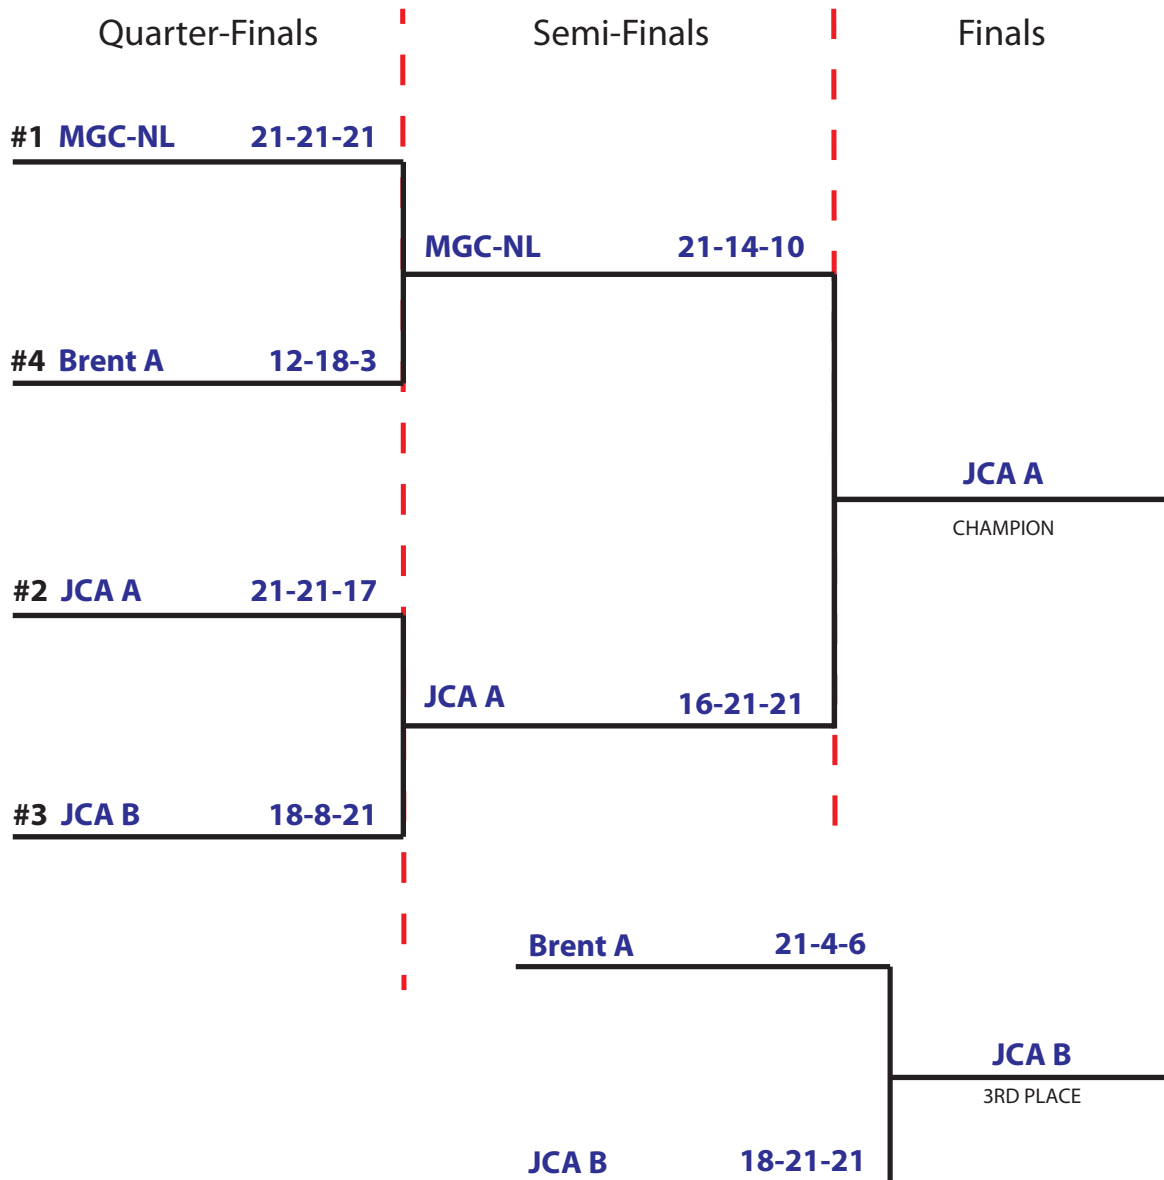 Quarter-Finals Semi-Finals Finals
#1 MGC-NL 21-21-21
MGC-NL 21-14-10
#4 Brent A 12-18-3
JCA A
CHAMPION
#2 JCA A 21-21-17
JCA A 16-21-21
#3 JCA B 18-8-21
Brent A 21-4-6
JCA B
3RD PLACE
JCA B 18-21-21